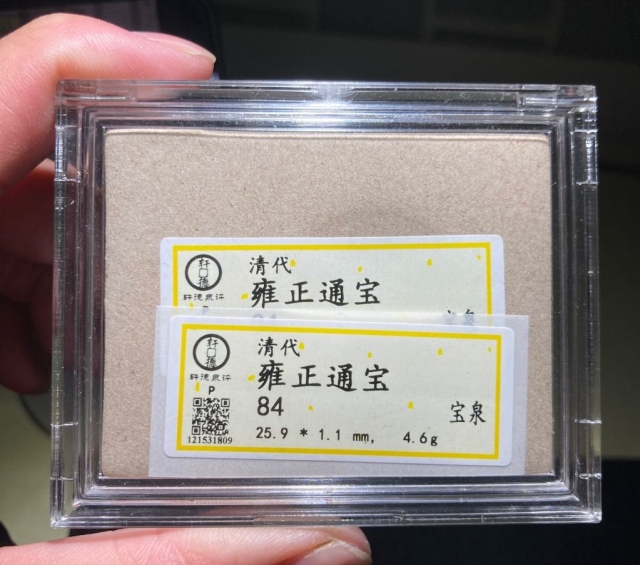 清代
雍正通宝
轩德泉评
清代
雍正通宝
轩德泉评
P
84
宝泉
25.9 * 1.1 mm, 4.6g
121531809